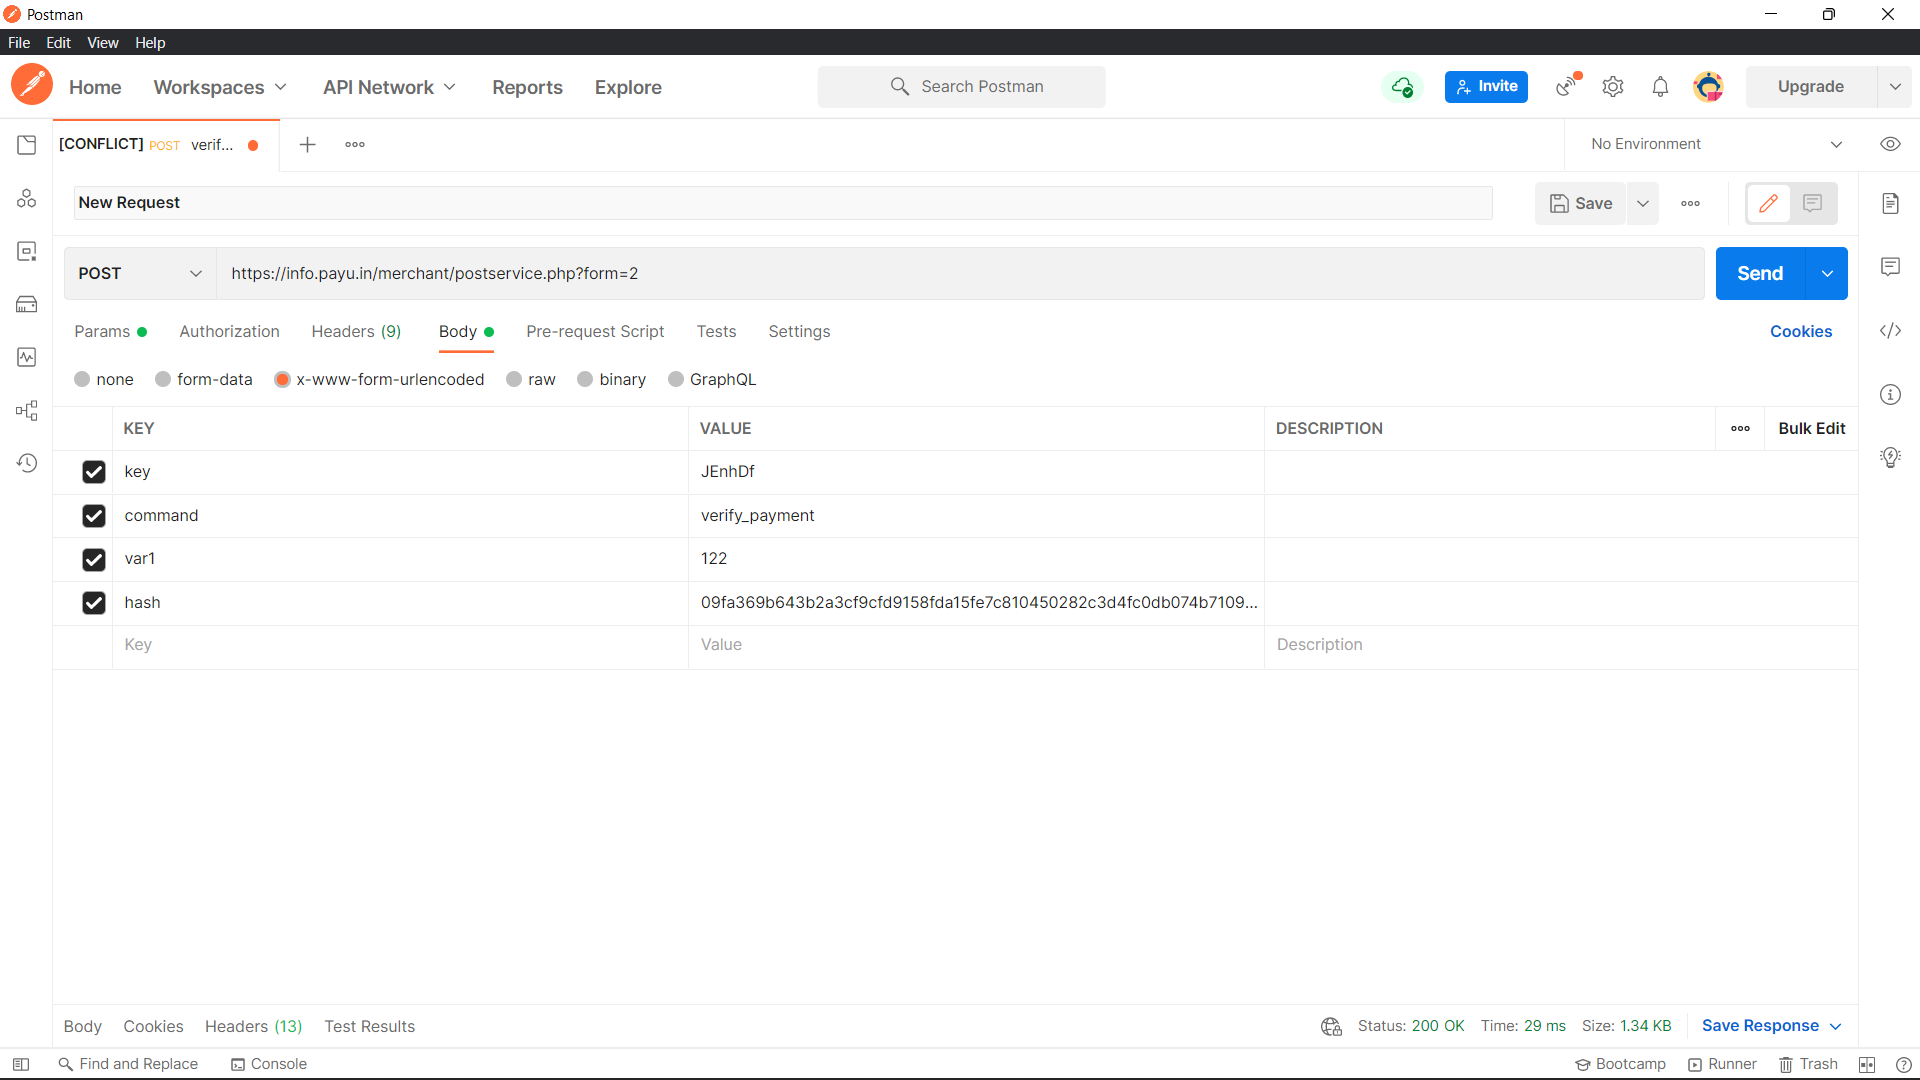 Postman
File Edit View Help
Home Workspaces API Network Reports Explore Search Postman Invite Upgrade
[CONFLICT] POST verif... No Environment
New Request Save
POST https://info.payu.in/merchant/postservice.php?form=2 Send
Params Authorization Headers (9) Body Pre-request Script Tests Settings Cookies
none form-data x-www-form-urlencoded raw binary GraphQL
KEY VALUE DESCRIPTION Bulk Edit
key JEnhDf
command verify_payment
var1 122
hash 09fa369b643b2a3cf9cfd9158fda15fe7c810450282c3d4fc0db074b7109...
Key Value Description
Body Cookies Headers (13) Test Results Status: 200 OK Time: 29 ms Size: 1.34 KB Save Response
Find and Replace Console Bootcamp Runner Trash